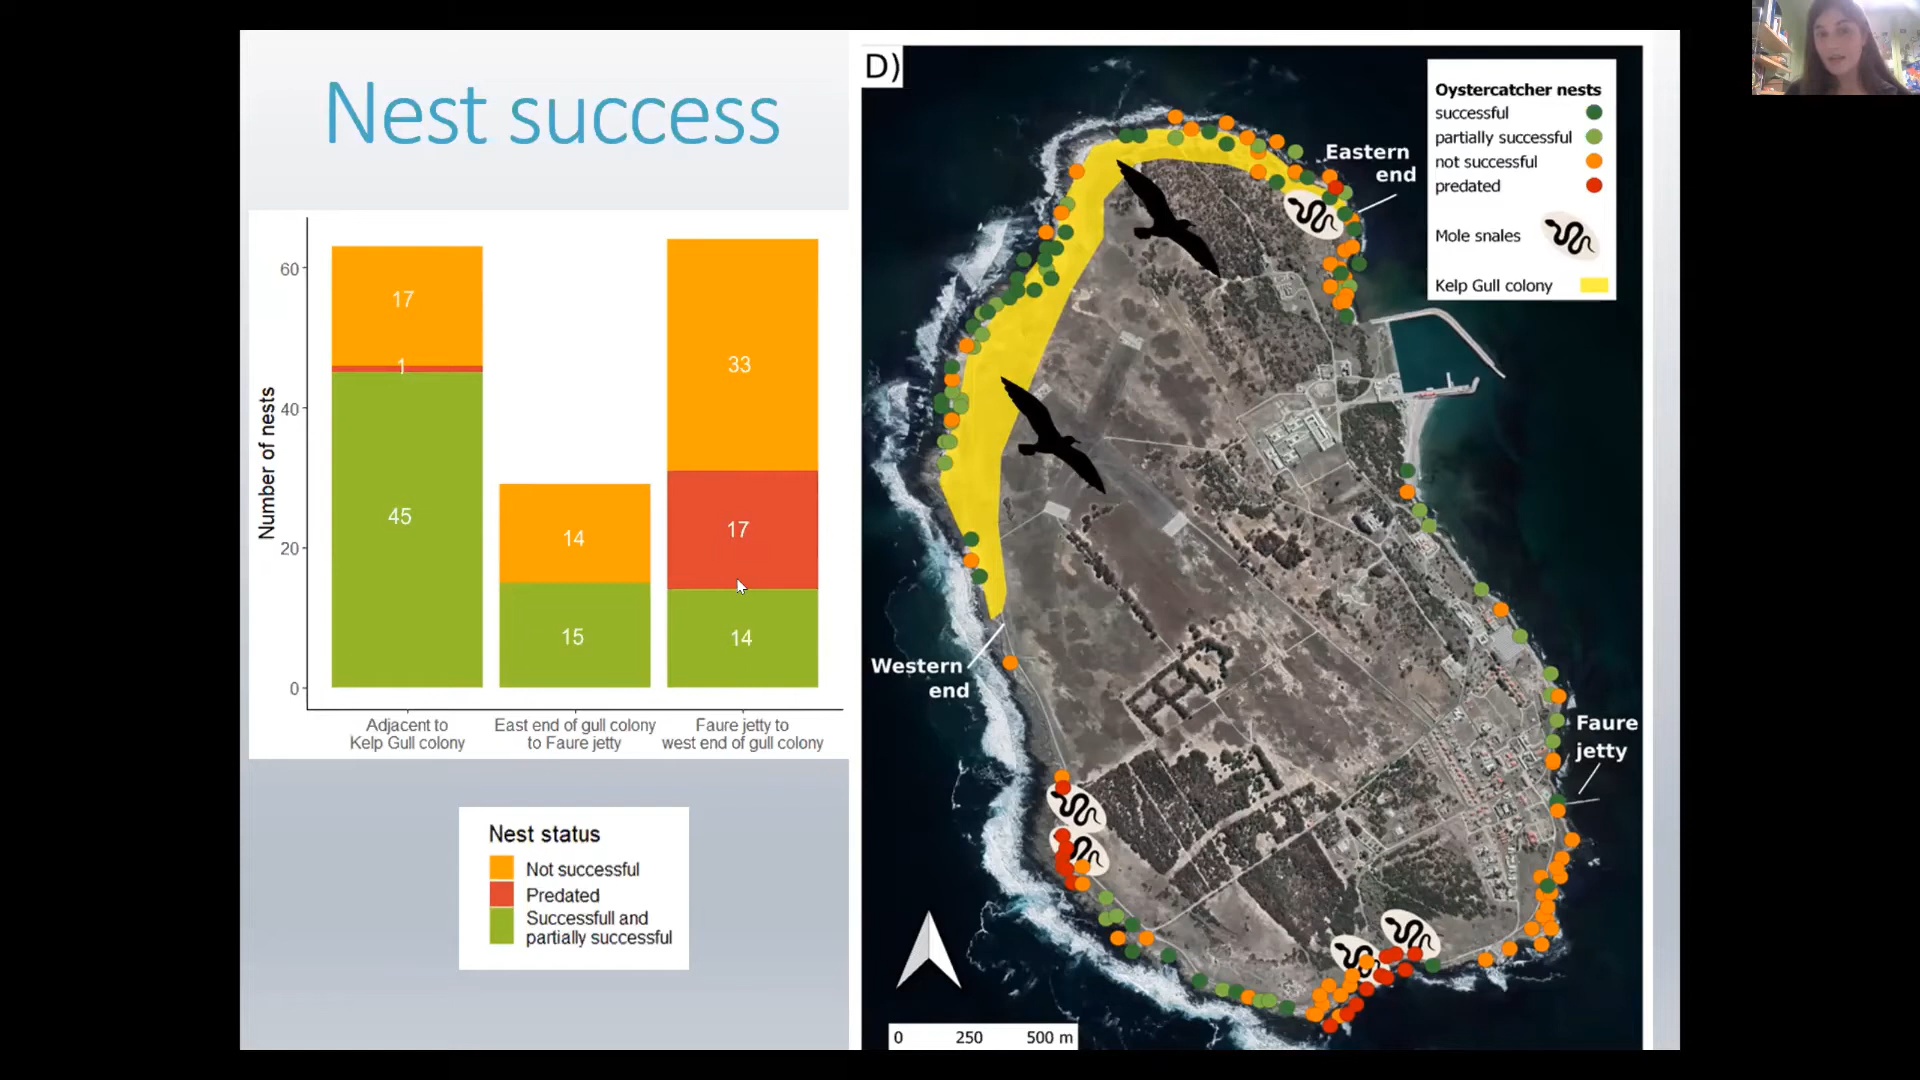 Nest success
60
40
20
0
Number of nests
17
1
45
14
15
33
17
14
Adjacent to
Kelp Gull colony
East end of gull colony
to Faure jetty
Faure jetty to
west end of gull colony
Nest status
Not successful
Predated
Successfull and
partially successful
D)
Oystercatcher nests
successful
partially successful
not successful
predated
Mole snales
Kelp Gull colony
Eastern
end
Western
end
Faure
jetty
0 250 500 m